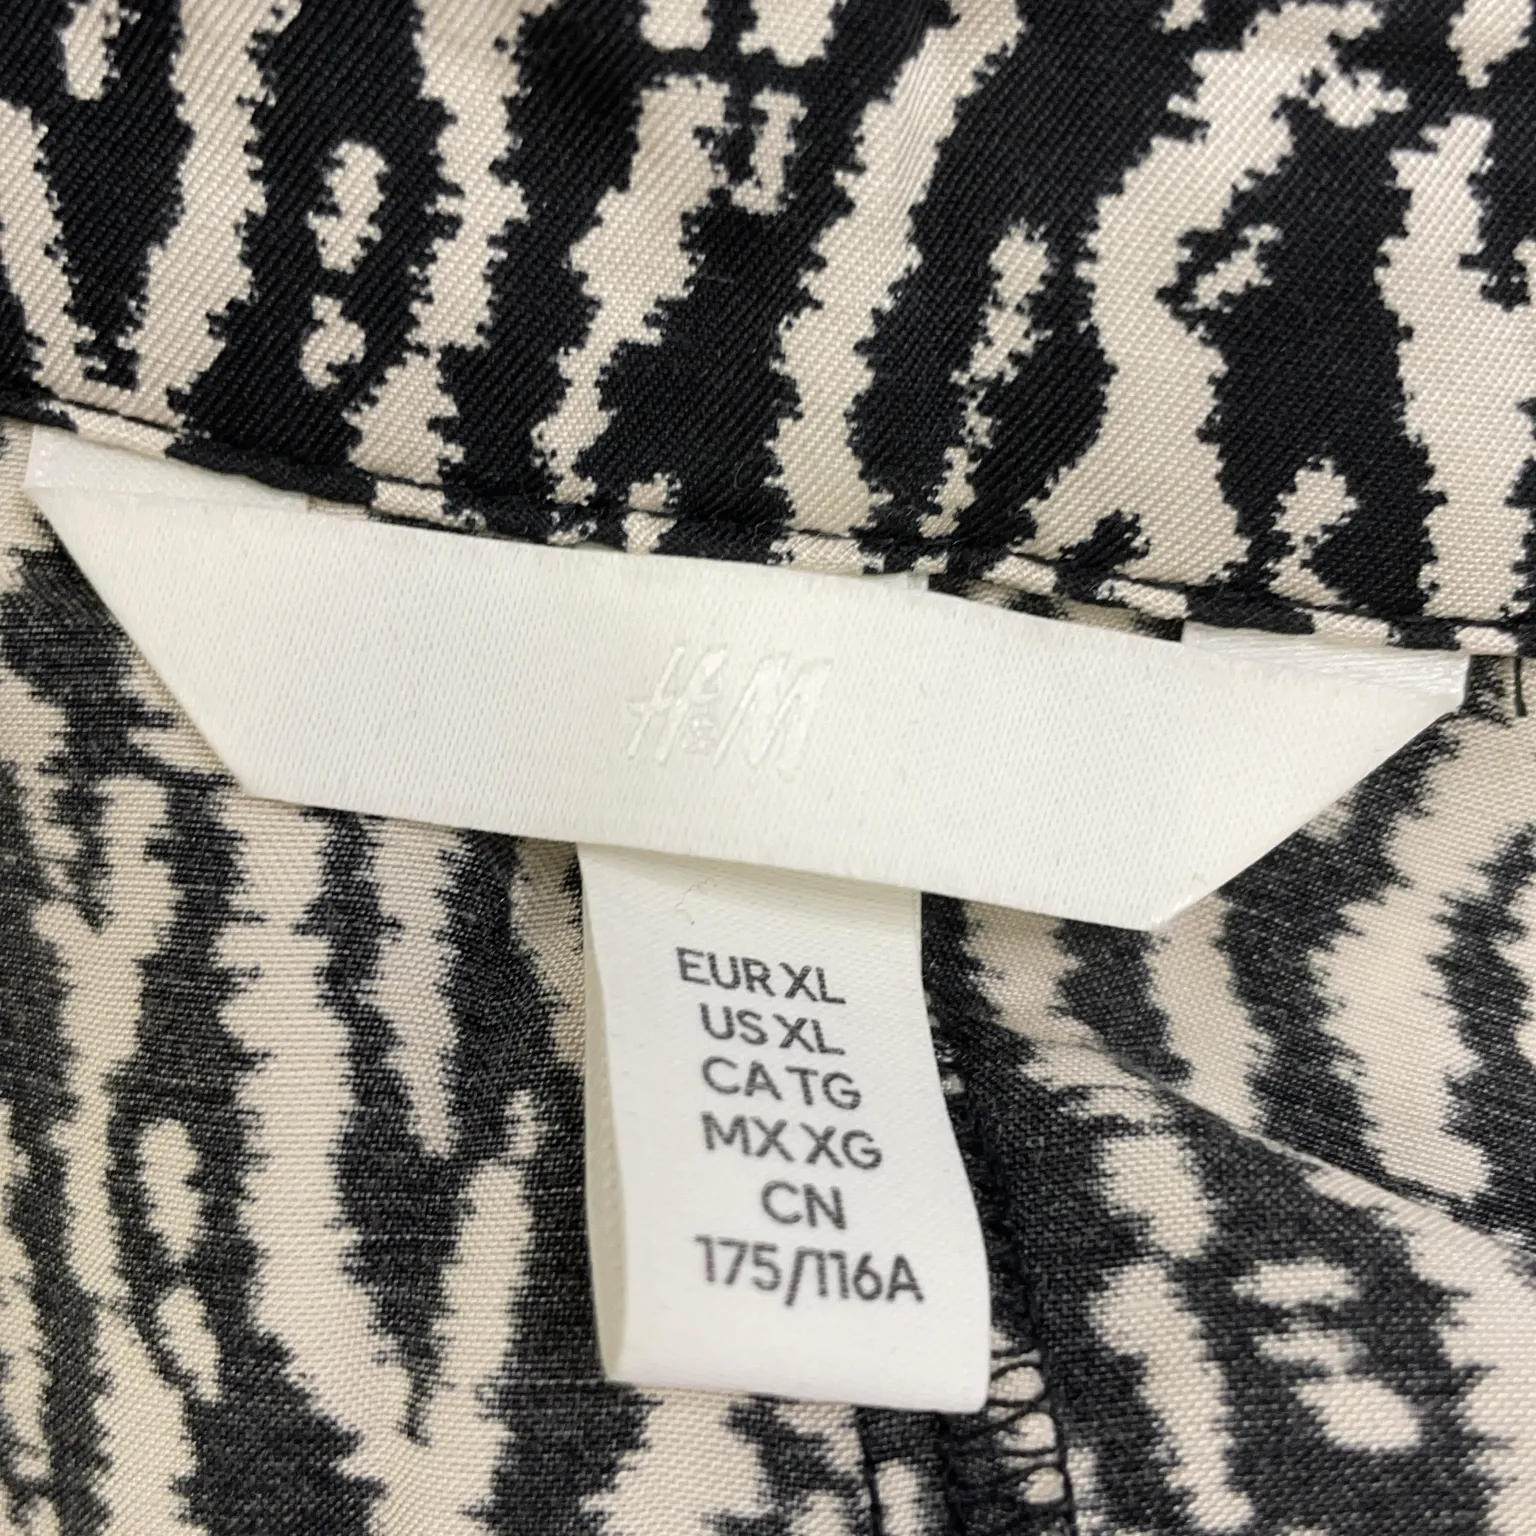 H&M
EUR XL
US XL
CA TG
MX XG
CN
175/116A